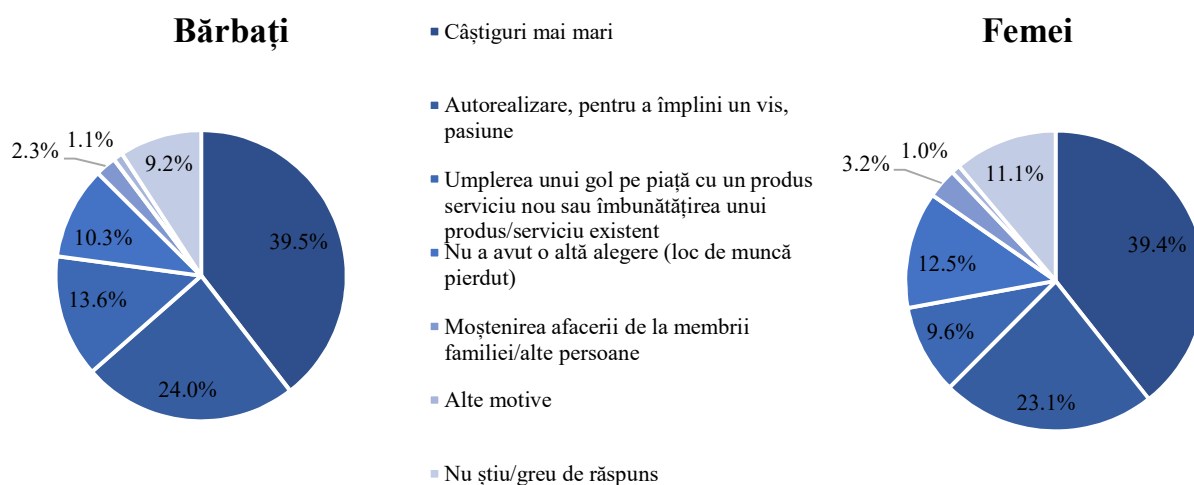 Bărbați
2.3%
1.1%
9.2%
39.5%
10.3%
13.6%
24.0%
Câștiguri mai mari
Autorealizare, pentru a împlini un vis,
pasiune
Umplerea unui gol pe piață cu un produs
serviciu nou sau îmbunătățirea unui
produs/serviciu existent
Nu a avut o altă alegere (loc de muncă
pierdut)
Moștenirea afacerii de la membrii
familiei/alte persoane
Alte motive
Nu știu/greu de răspuns
Femei
3.2%
1.0%
11.1%
39.4%
12.5%
9.6%
23.1%